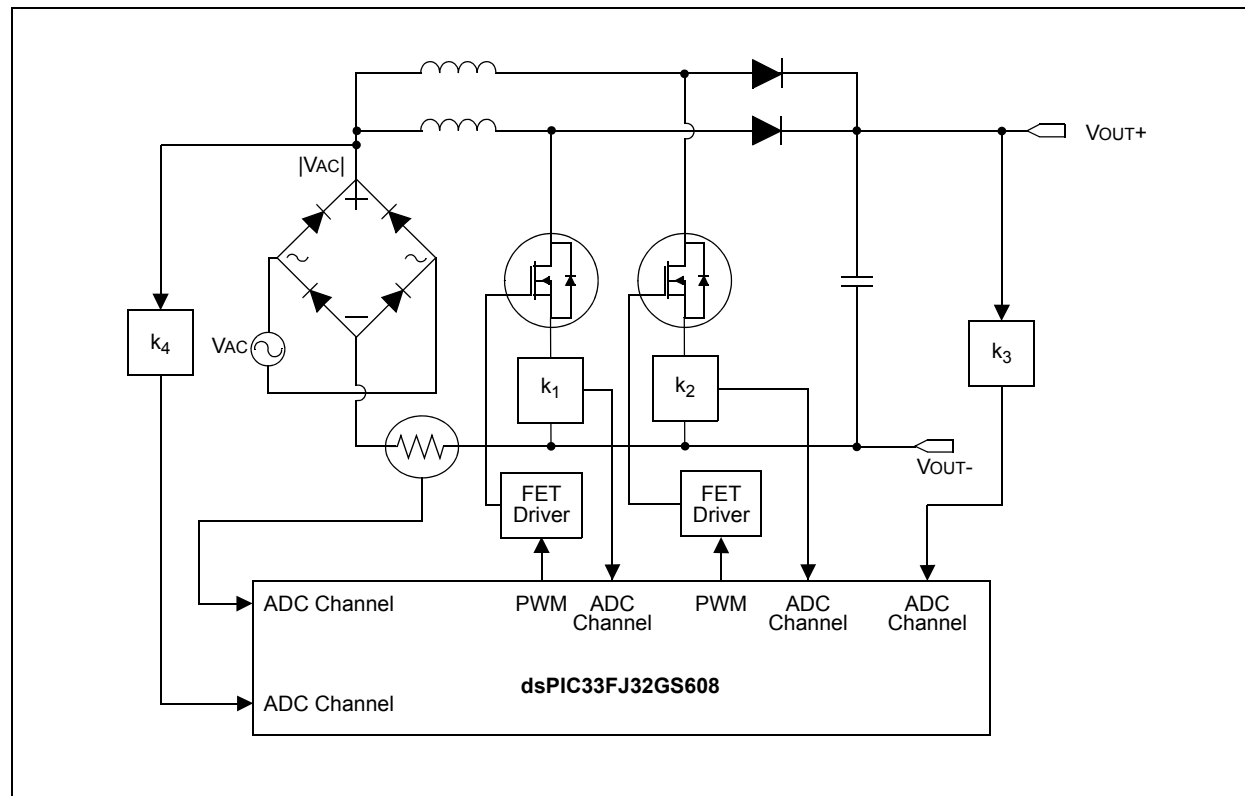 VOUT+
|VAC|
k4
VAC
k1
k2
k3
VOUT-
FET
Driver
FET
Driver
ADC Channel
PWM
ADC
Channel
PWM
ADC
Channel
ADC
Channel
dsPIC33FJ32GS608
ADC Channel